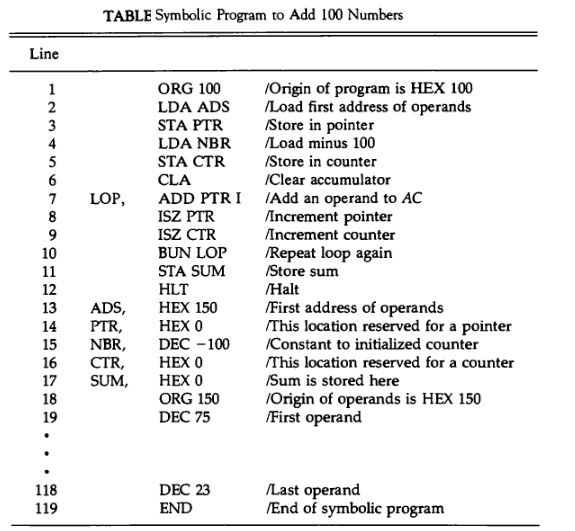 TABLE Symbolic Program to Add 100 Numbers
Line
1 ORG 100 /Origin of program is HEX 100
2 LDA ADS /Load first address of operands
3 STA PTR /Store in pointer
4 LDA NBR /Load minus 100
5 STA CTR /Store in counter
6 CLA /Clear accumulator
7 LOP, ADD PTR I /Add an operand to AC
8 ISZ PTR /Increment pointer
9 ISZ CTR /Increment counter
10 BUN LOP /Repeat loop again
11 STA SUM /Store sum
12 HLT /Halt
13 ADS, HEX 150 /First address of operands
14 PTR, HEX 0 /This location reserved for a pointer
15 NBR, DEC −100 /Constant to initialized counter
16 CTR, HEX 0 /This location reserved for a counter
17 SUM, HEX 0 /Sum is stored here
18 ORG 150 /Origin of operands is HEX 150
19 DEC 75 /First operand
•
•
•
118 DEC 23 /Last operand
119 END /End of symbolic program